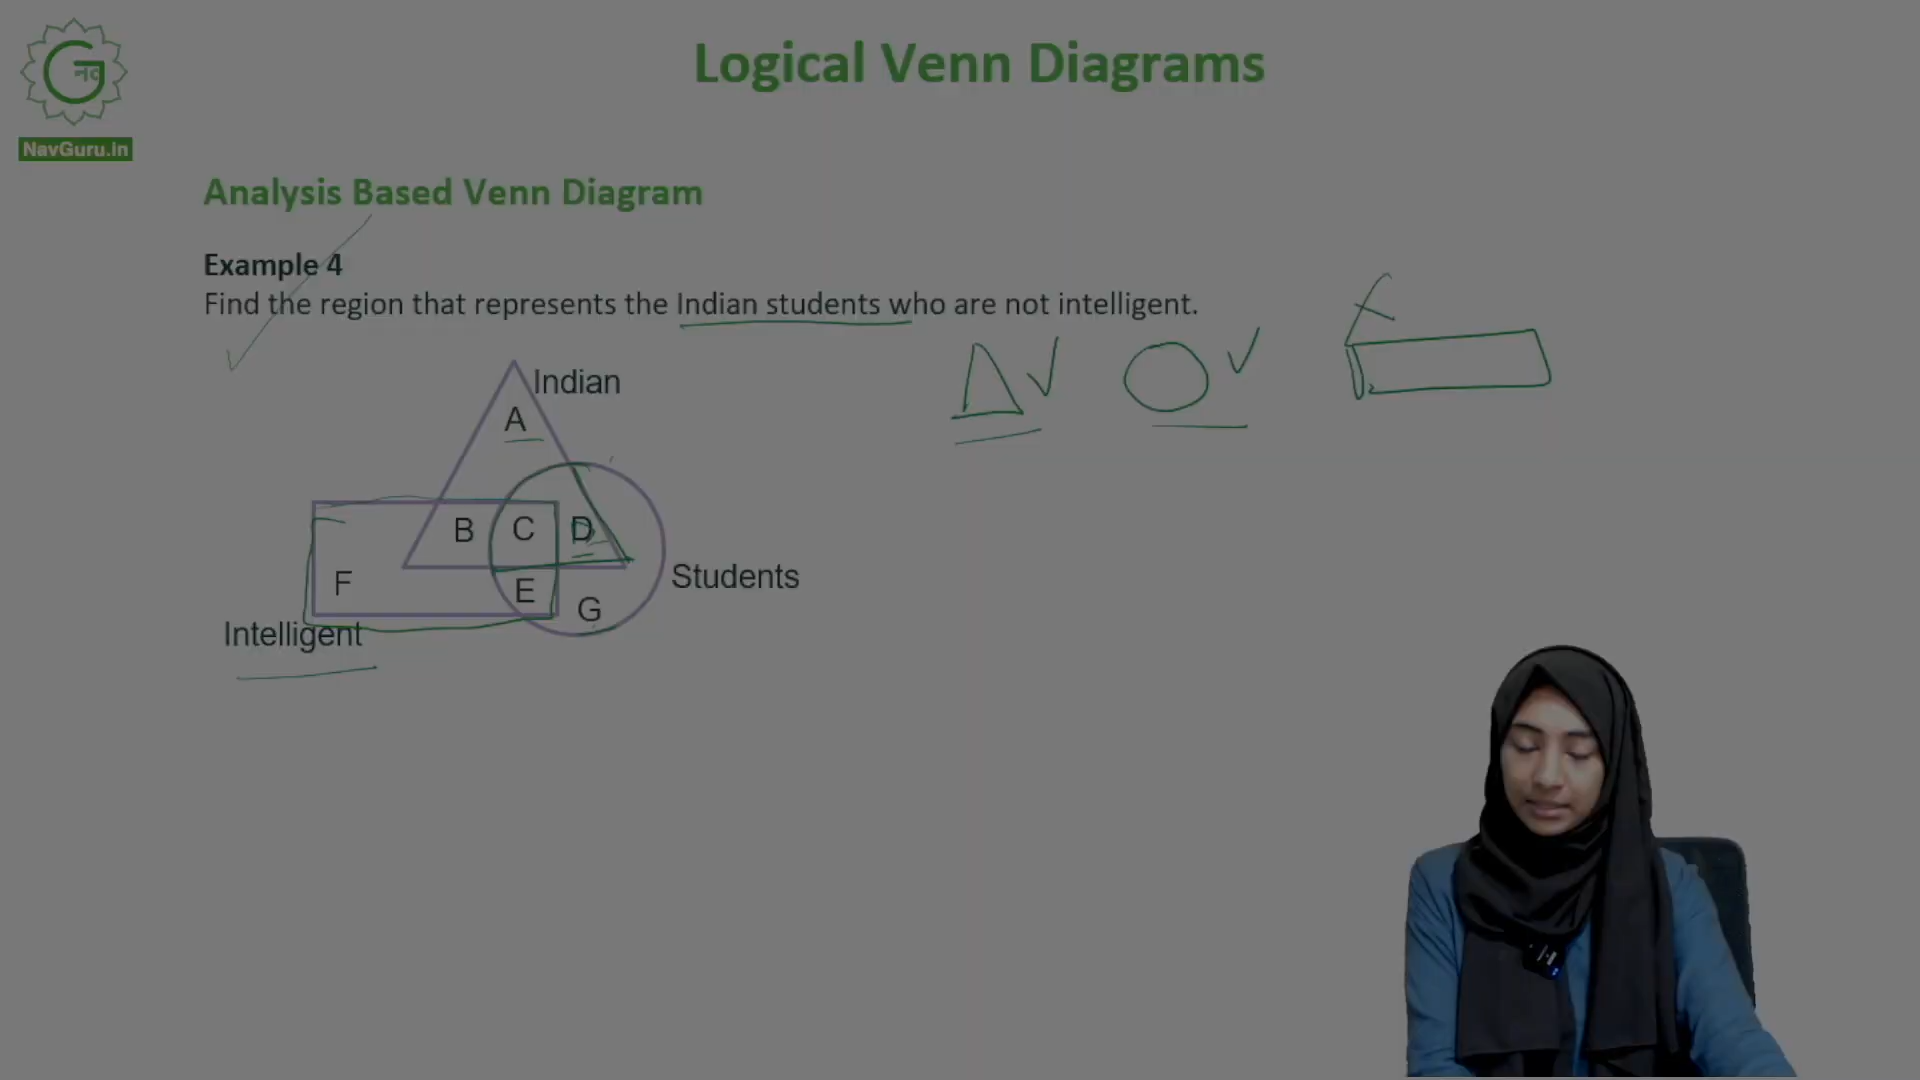 Logical Venn Diagrams
નવ
NavGuru.in
Analysis Based Venn Diagram
Example 4
Find the region that represents the Indian students who are not intelligent.
Indian
A
B C D
F E G
Students
Intelligent